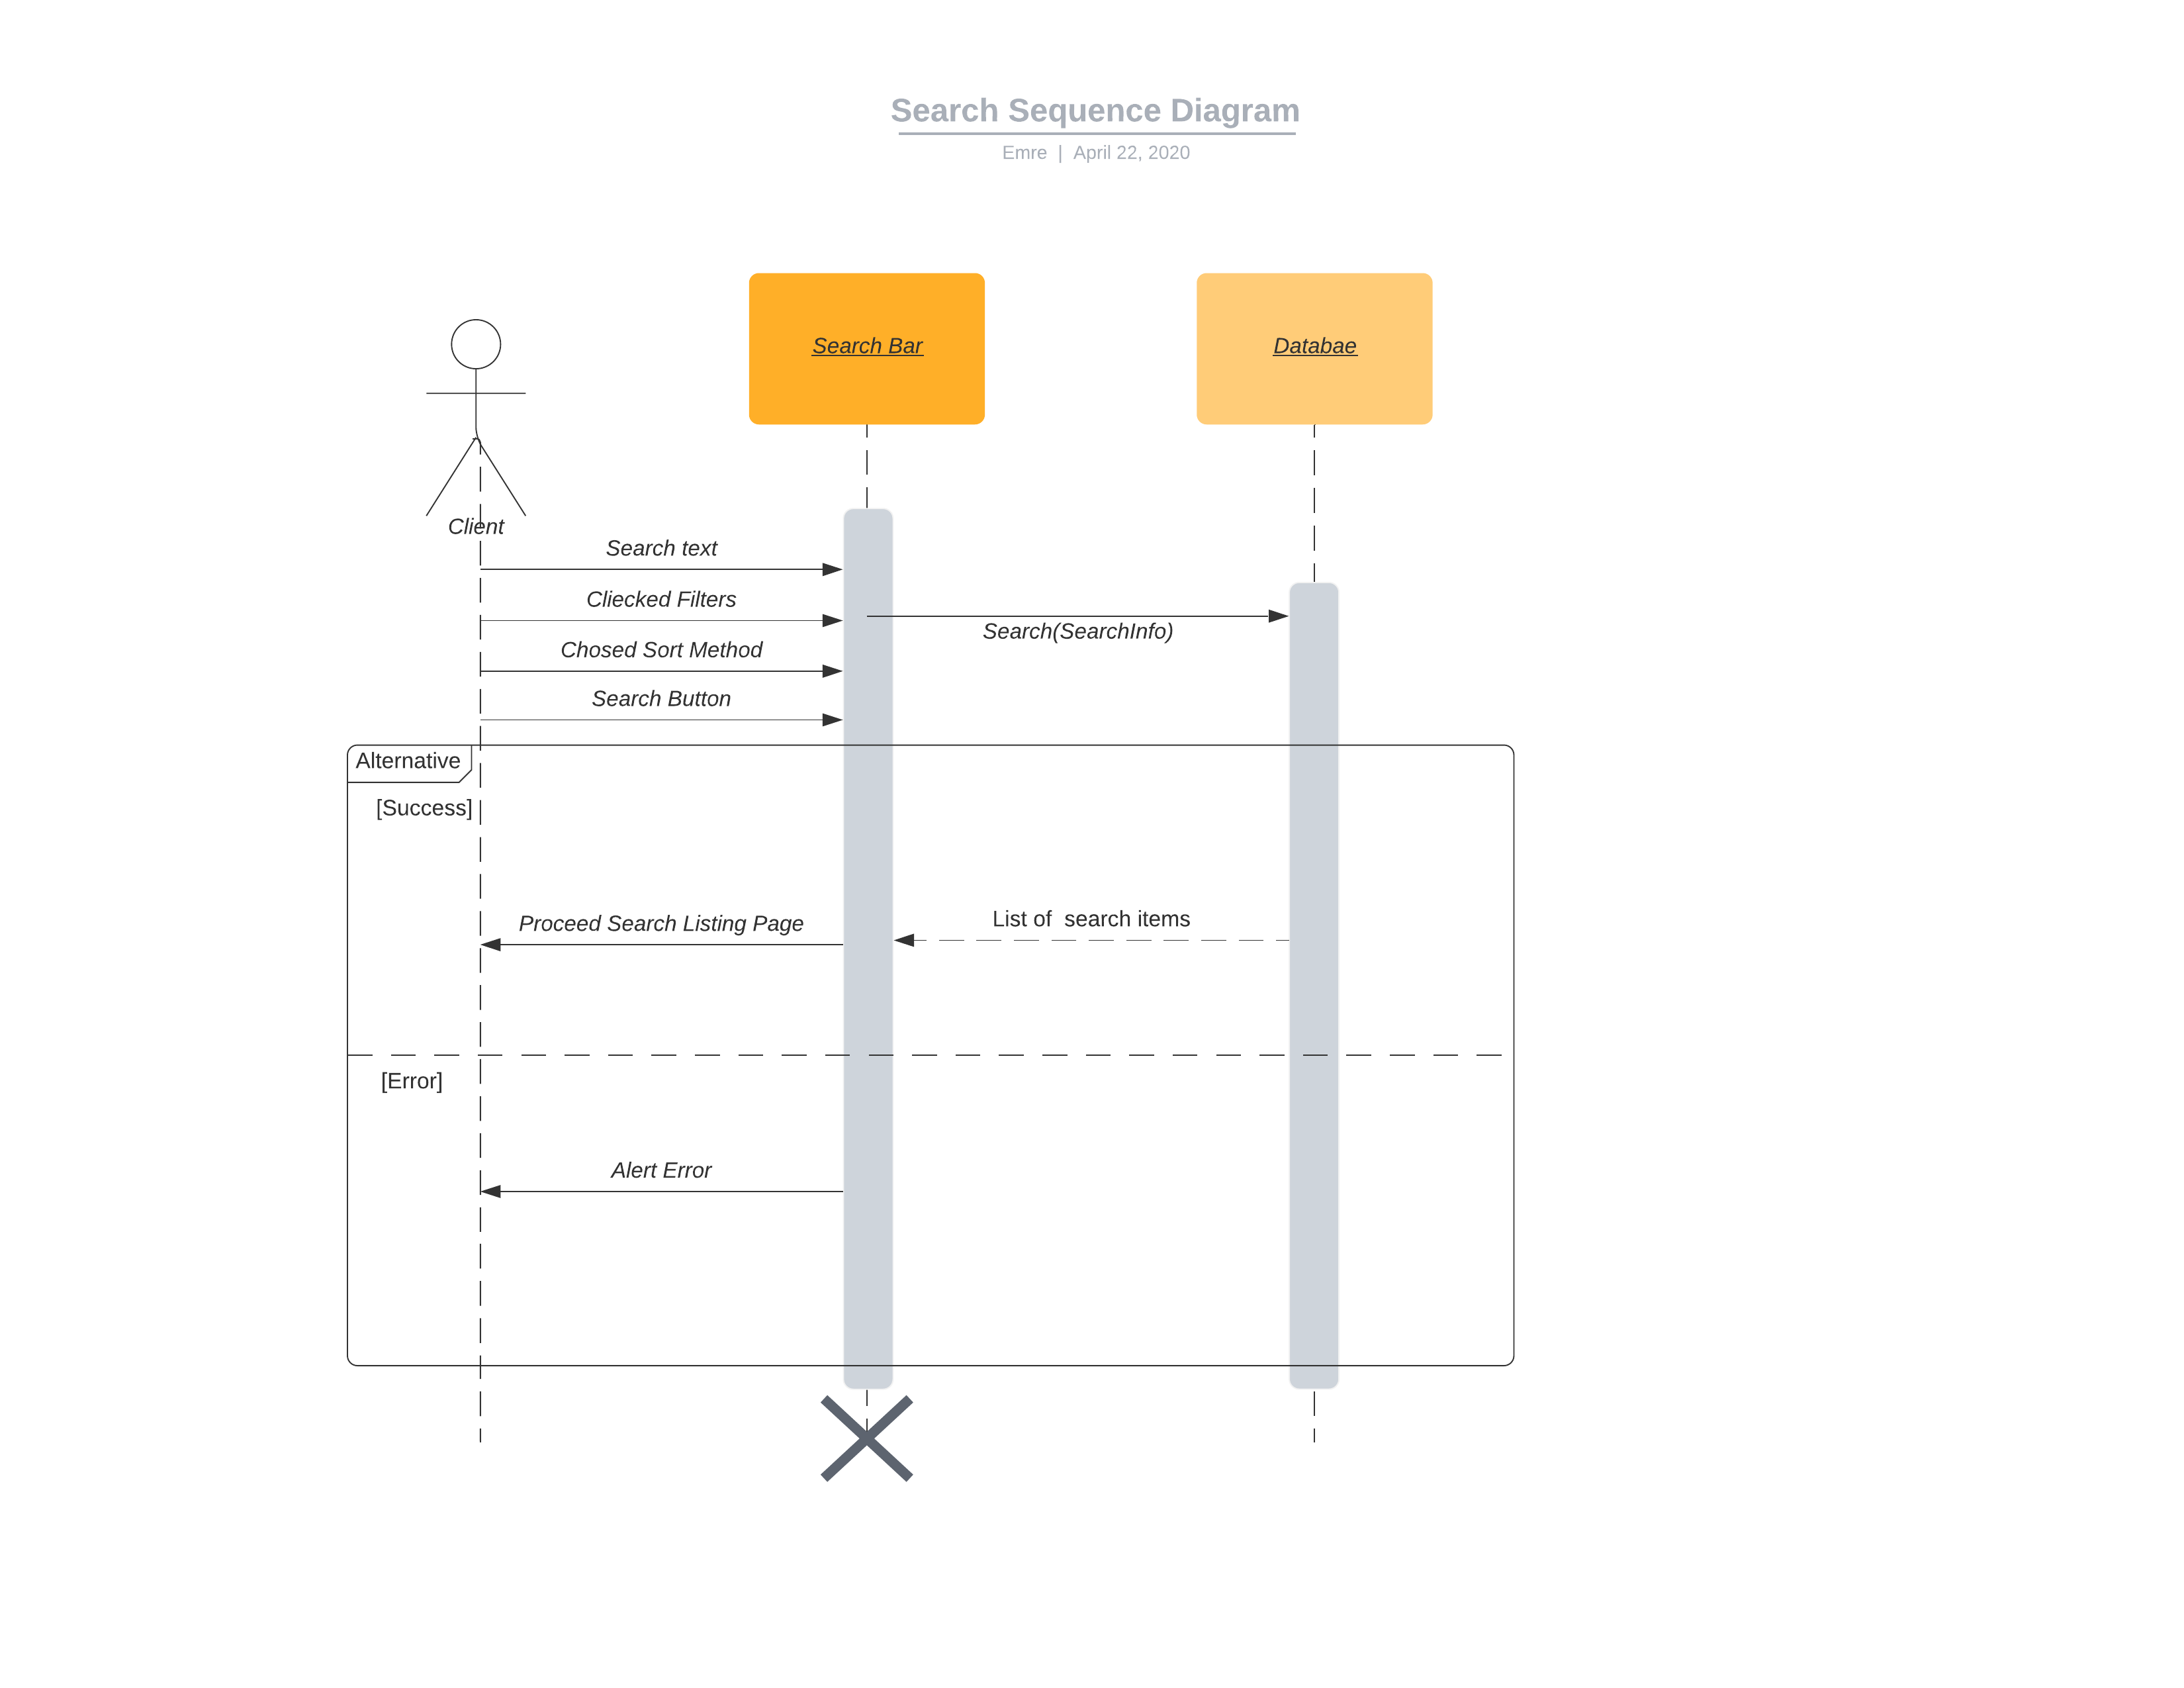 Search Sequence Diagram
Emre | April 22, 2020
Search Bar
Databae
Client
Search text
Cliecked Filters
Search(SearchInfo)
Chosed Sort Method
Search Button
Alternative
[Success]
Proceed Search Listing Page
List of  search items
[Error]
Alert Error